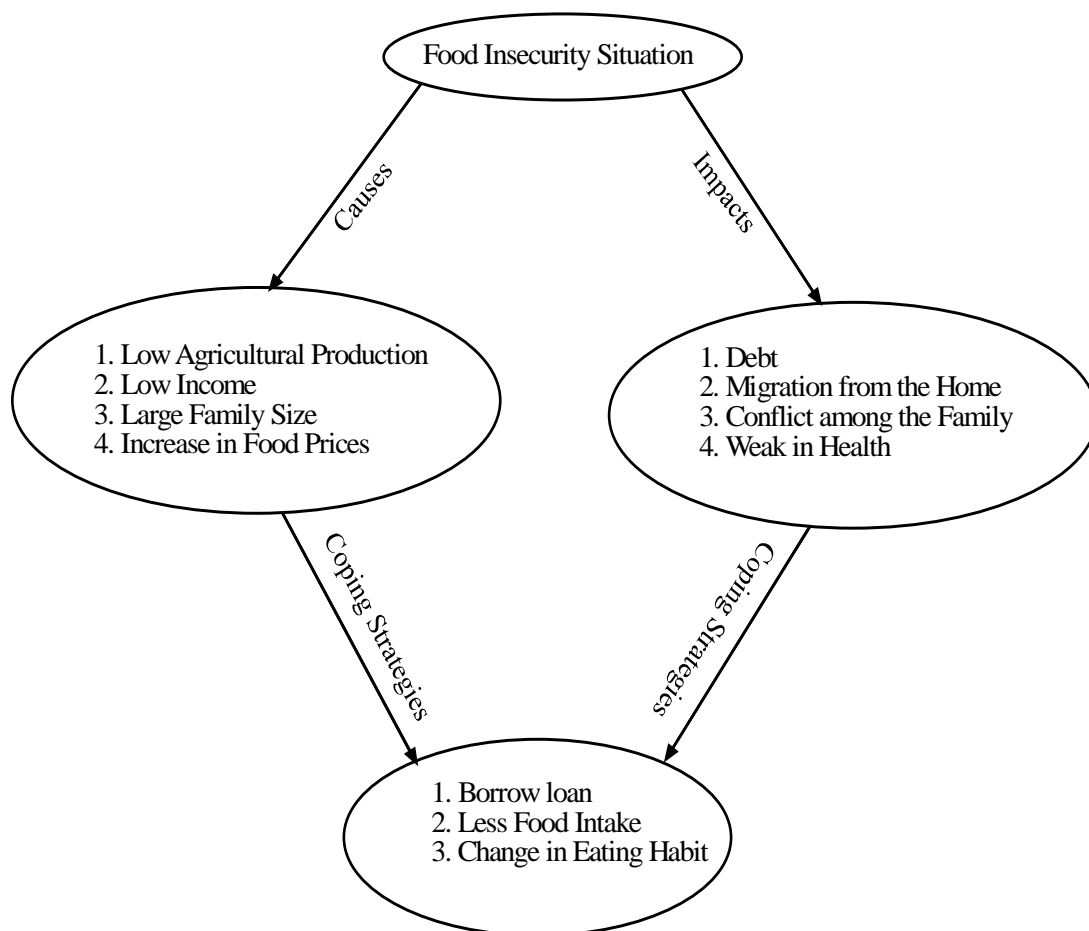 Food Insecurity Situation
Causes
Impacts
1. Low Agricultural Production
2. Low Income
3. Large Family Size
4. Increase in Food Prices
1. Debt
2. Migration from the Home
3. Conflict among the Family
4. Weak in Health
Coping Strategies
Coping Strategies
1. Borrow loan
2. Less Food Intake
3. Change in Eating Habit